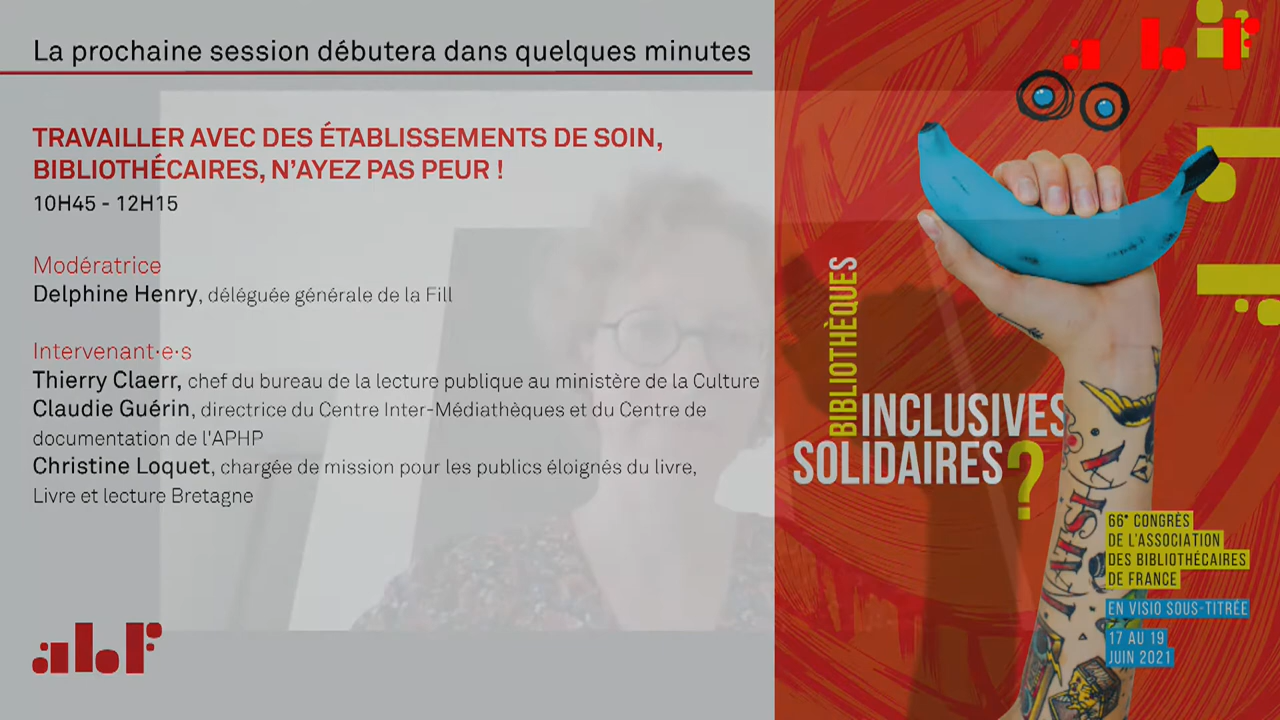 La prochaine session débutera dans quelques minutes
TRAVAILLER AVEC DES ÉTABLISSEMENTS DE SOIN,
BIBLIOTHÉCAIRES, N'AYEZ PAS PEUR !
10H45 - 12H15
Modératrice
Delphine Henry, déléguée générale de la Fill
Intervenant·e·s
Thierry Claerr, chef du bureau de la lecture publique au ministère de la Culture
Claudie Guérin, directrice du Centre Inter-Médiathèques et du Centre de
documentation de l'APHP
Christine Loquet, chargée de mission pour les publics éloignés du livre,
Livre et lecture Bretagne
abf
abf
BIBLIOTHÈQUES
INCLUSIVES
SOLIDAIRES ?
66e CONGRÈS
DE L'ASSOCIATION
DES BIBLIOTHÉCAIRES
DE FRANCE
EN VISIO SOUS-TITRÉE
17 AU 19
JUIN 2021